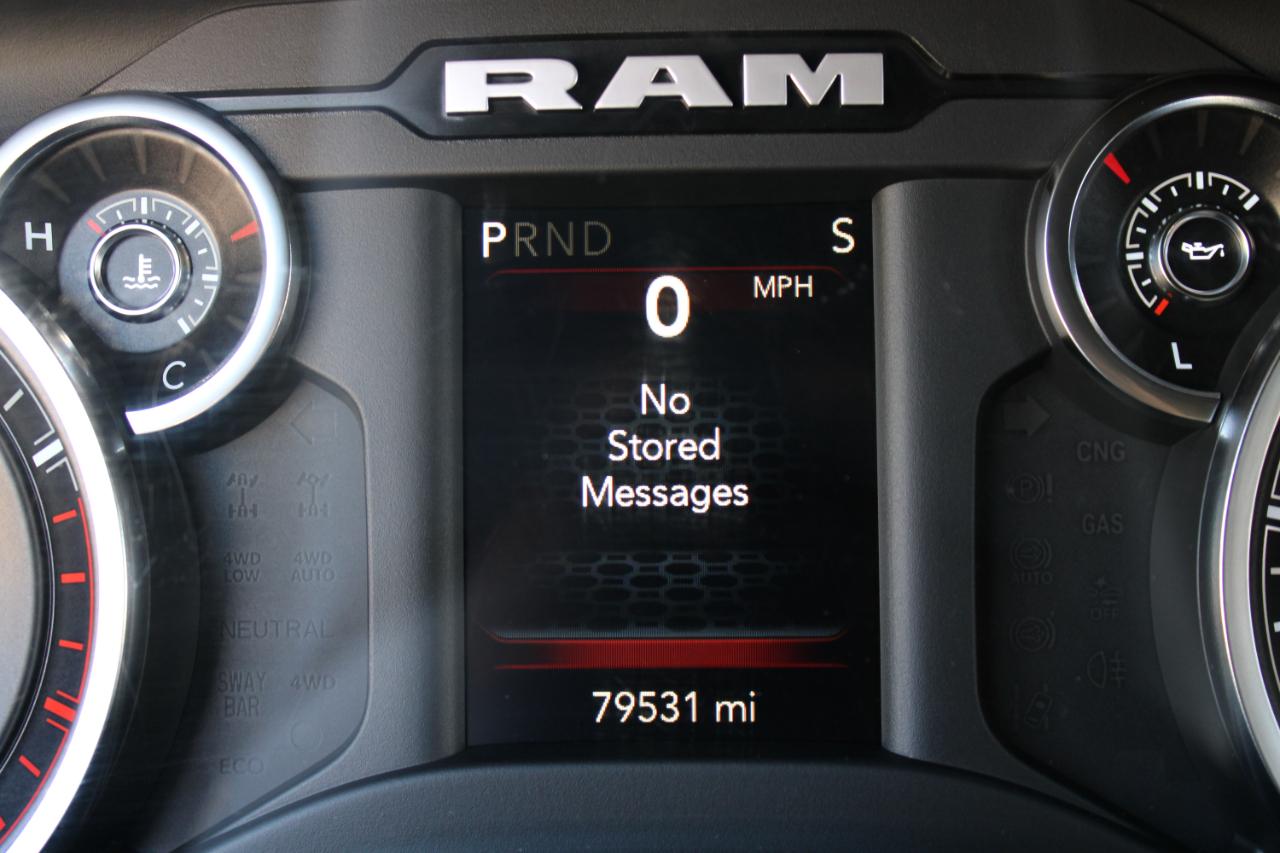 RAM
PRND S
0 MPH
No
Stored
Messages
79531 mi
H
C
L
4WD
LOW
4WD
AUTO
NEUTRAL
SWAY
BAR
4WD
ECO
CNG
GAS
AUTO
OFF